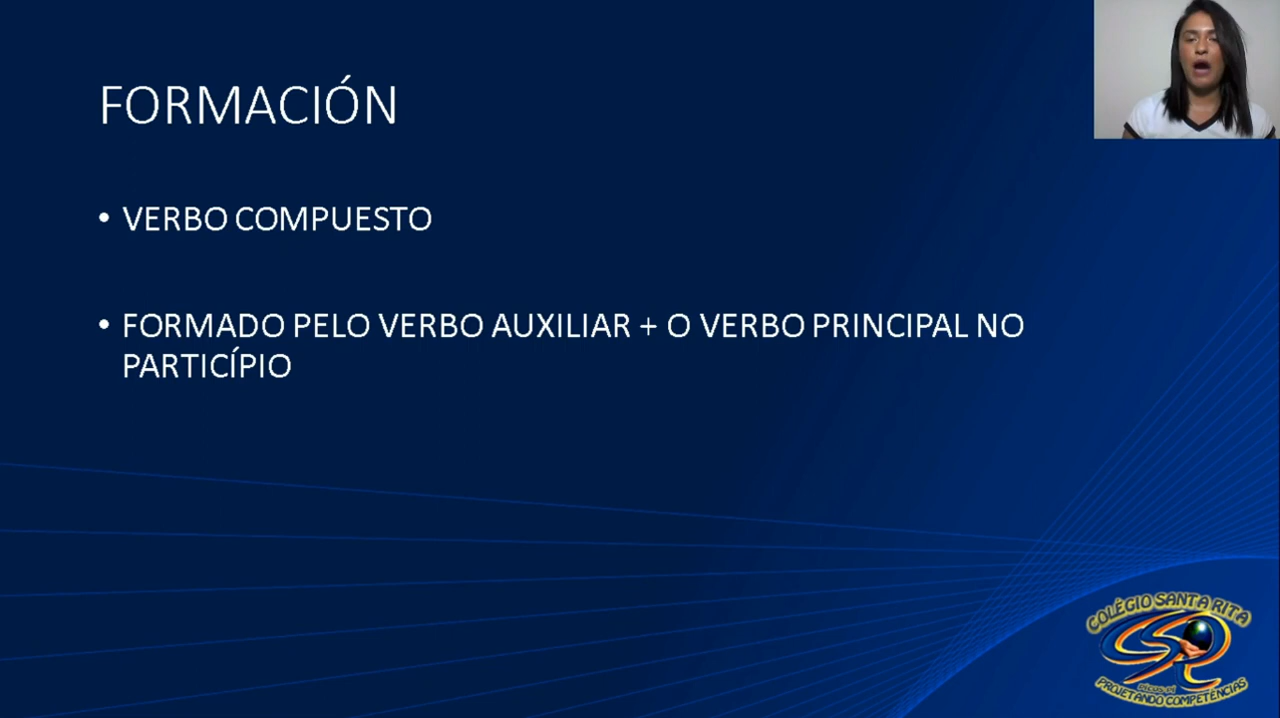 FORMACIÓN
• VERBO COMPUESTO
• FORMADO PELO VERBO AUXILIAR + O VERBO PRINCIPAL NO
PARTICÍPIO
COLÉGIO SANTA RITA
PROJETANDO COMPETÊNCIAS